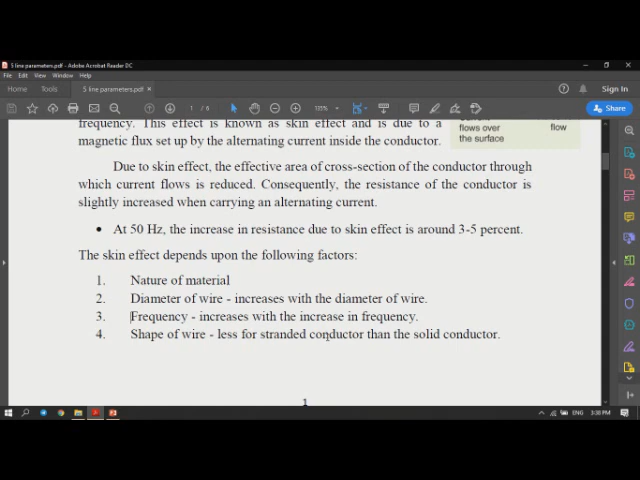 5 line parameters.pdf - Adobe Acrobat Reader DC
File Edit View Window Help
Home Tools 5 line parameters.pdf × Sign In
1 / 6 125% Share
frequency. This effect is known as skin effect and is due to a
magnetic flux set up by the alternating current inside the conductor.
flows over flow
the surface
Due to skin effect, the effective area of cross-section of the conductor through
which current flows is reduced. Consequently, the resistance of the conductor is
slightly increased when carrying an alternating current.
• At 50 Hz, the increase in resistance due to skin effect is around 3-5 percent.
The skin effect depends upon the following factors:
1. Nature of material
2. Diameter of wire - increases with the diameter of wire.
3. Frequency - increases with the increase in frequency.
4. Shape of wire - less for stranded conductor than the solid conductor.
1
ENG 3:38 PM